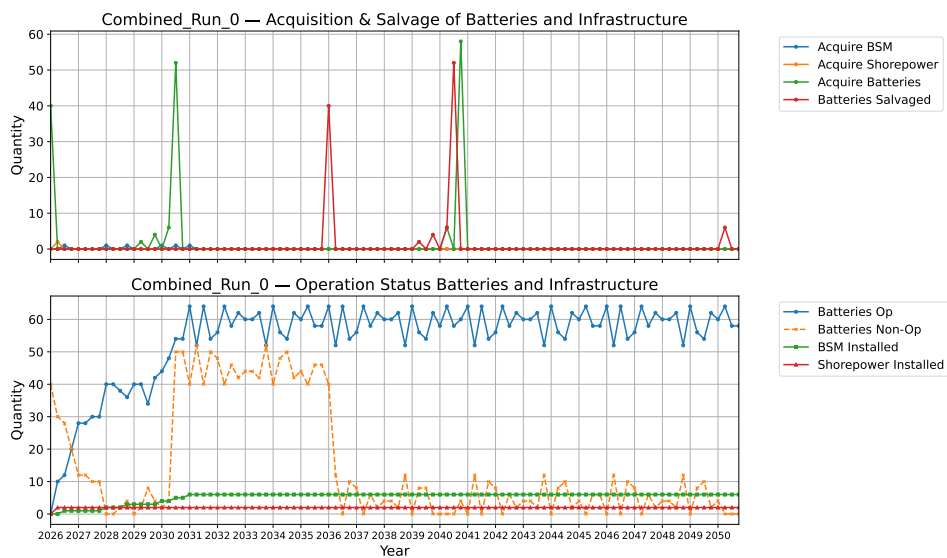 Combined_Run_0 — Acquisition & Salvage of Batteries and Infrastructure
60
50
40
30
20
10
0
Quantity
Acquire BSM
Acquire Shorepower
Acquire Batteries
Batteries Salvaged
Combined_Run_0 — Operation Status Batteries and Infrastructure
60
50
40
30
20
10
0
Quantity
Batteries Op
Batteries Non-Op
BSM Installed
Shorepower Installed
2026 2027 2028 2029 2030 2031 2032 2033 2034 2035 2036 2037 2038 2039 2040 2041 2042 2043 2044 2045 2046 2047 2048 2049 2050
Year